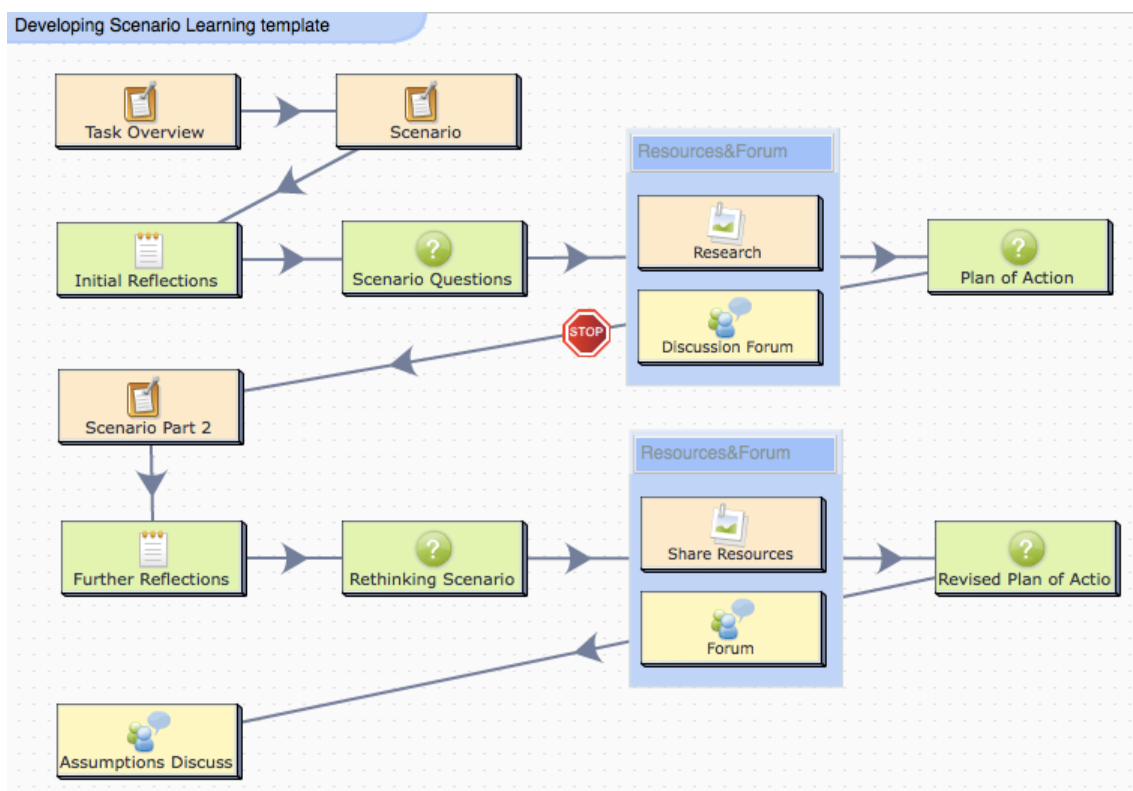 Developing Scenario Learning template
Task Overview
Scenario
Resources&Forum
Research
Initial Reflections
Scenario Questions
Plan of Action
Discussion Forum
STOP
Scenario Part 2
Resources&Forum
Share Resources
Further Reflections
Rethinking Scenario
Revised Plan of Actio
Forum
Assumptions Discuss